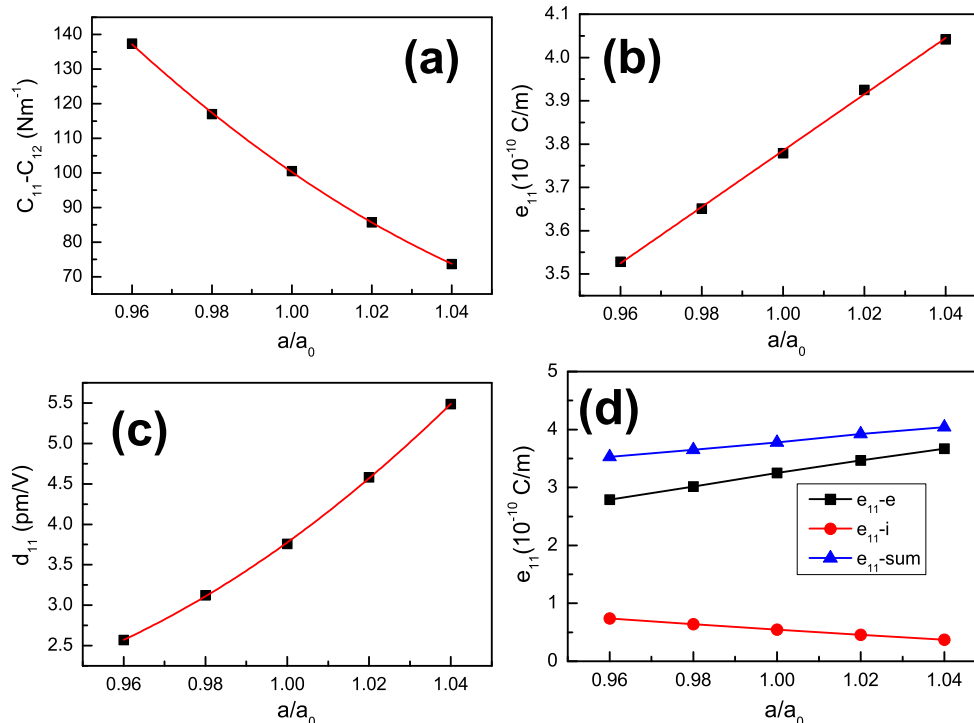 (a)
C₁₁-C₁₂ (Nm⁻¹)
140
130
120
110
100
90
80
70
0.96 0.98 1.00 1.02 1.04
a/a₀
(b)
e₁₁(10⁻¹⁰ C/m)
4.1
4.0
3.9
3.8
3.7
3.6
3.5
0.96 0.98 1.00 1.02 1.04
a/a₀
(c)
d₁₁ (pm/V)
5.5
5.0
4.5
4.0
3.5
3.0
2.5
0.96 0.98 1.00 1.02 1.04
a/a₀
(d)
e₁₁(10⁻¹⁰ C/m)
5
4
3
2
1
0
e₁₁-e
e₁₁-i
e₁₁-sum
0.96 0.98 1.00 1.02 1.04
a/a₀